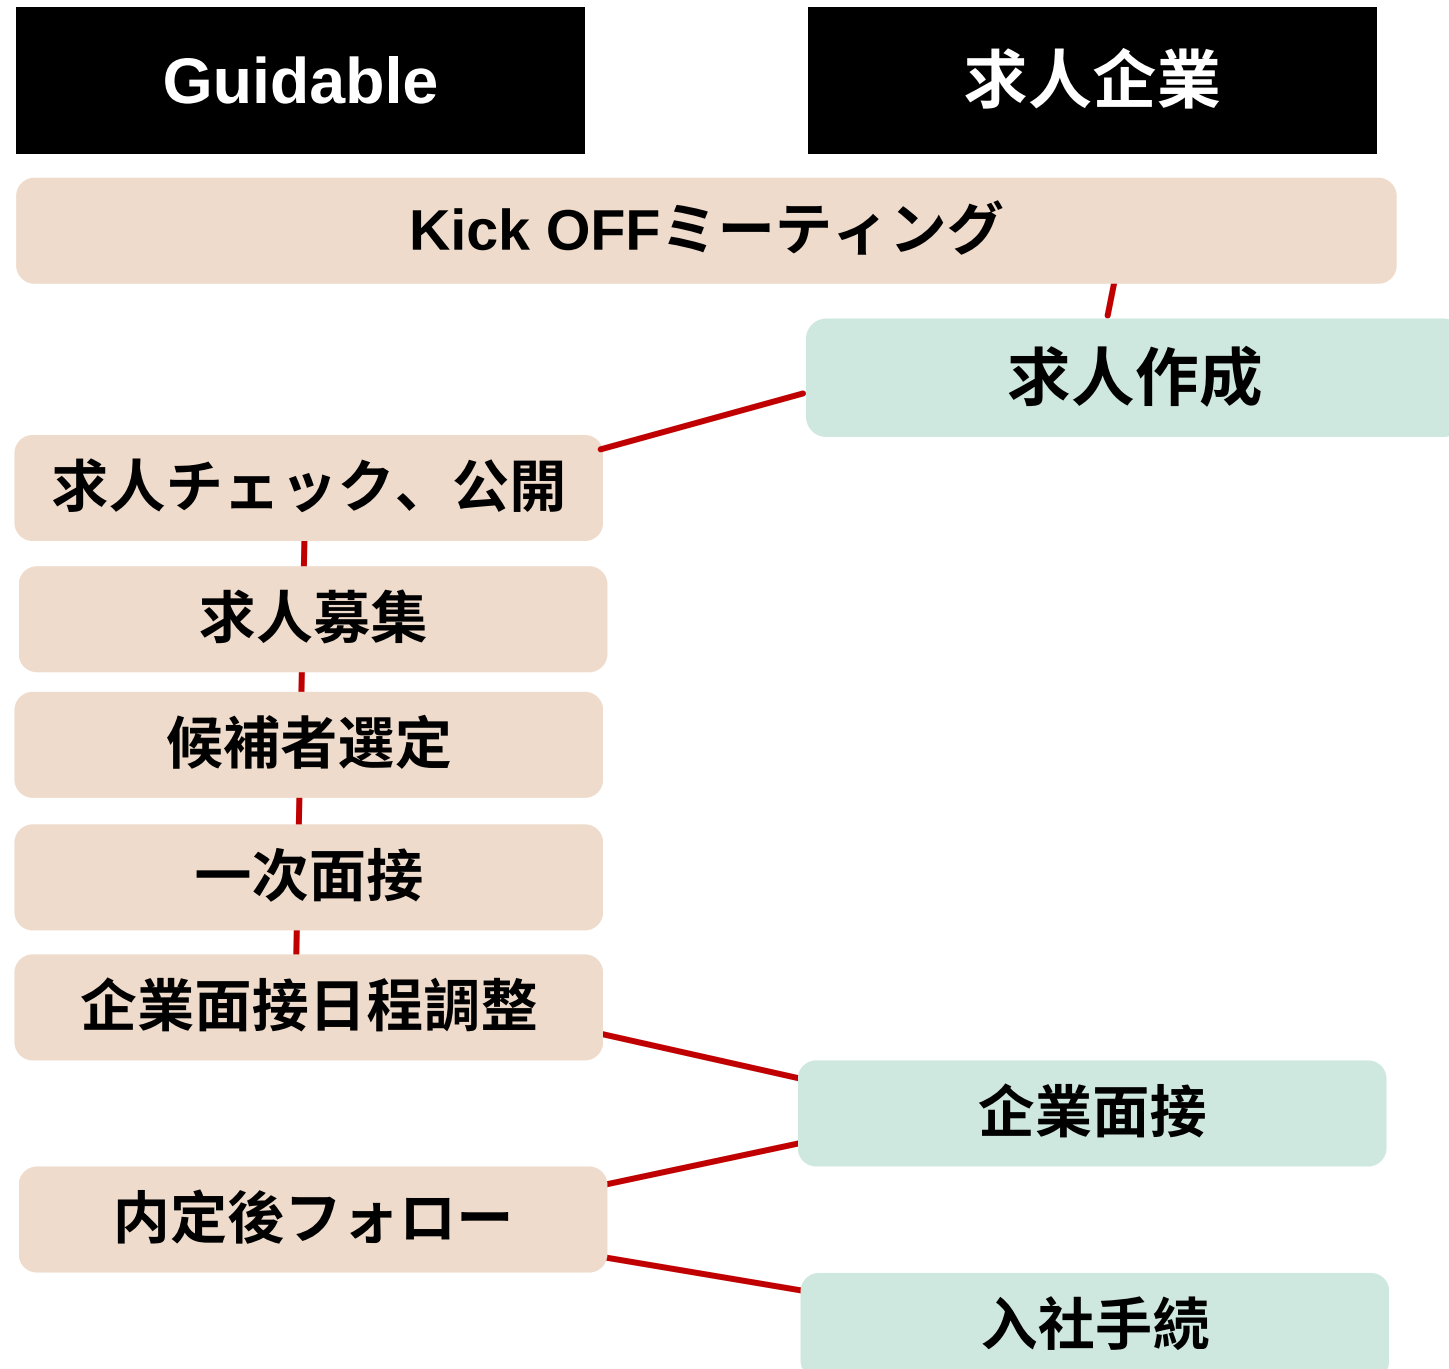 Guidable
求人企業
Kick OFFミーティング
求人作成
求人チェック、公開
求人募集
候補者選定
一次面接
企業面接日程調整
企業面接
内定後フォロー
入社手続